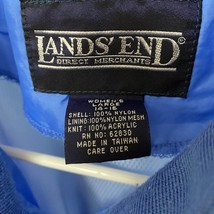 LANDS' END
DIRECT MERCHANTS
WOMEN'S
LARGE
14-16
SHELL: 100% NYLON
LINING: 100% NYLON MESH
KNIT: 100% ACRYLIC
RN NO: 62830
MADE IN TAIWAN
CARE OVER